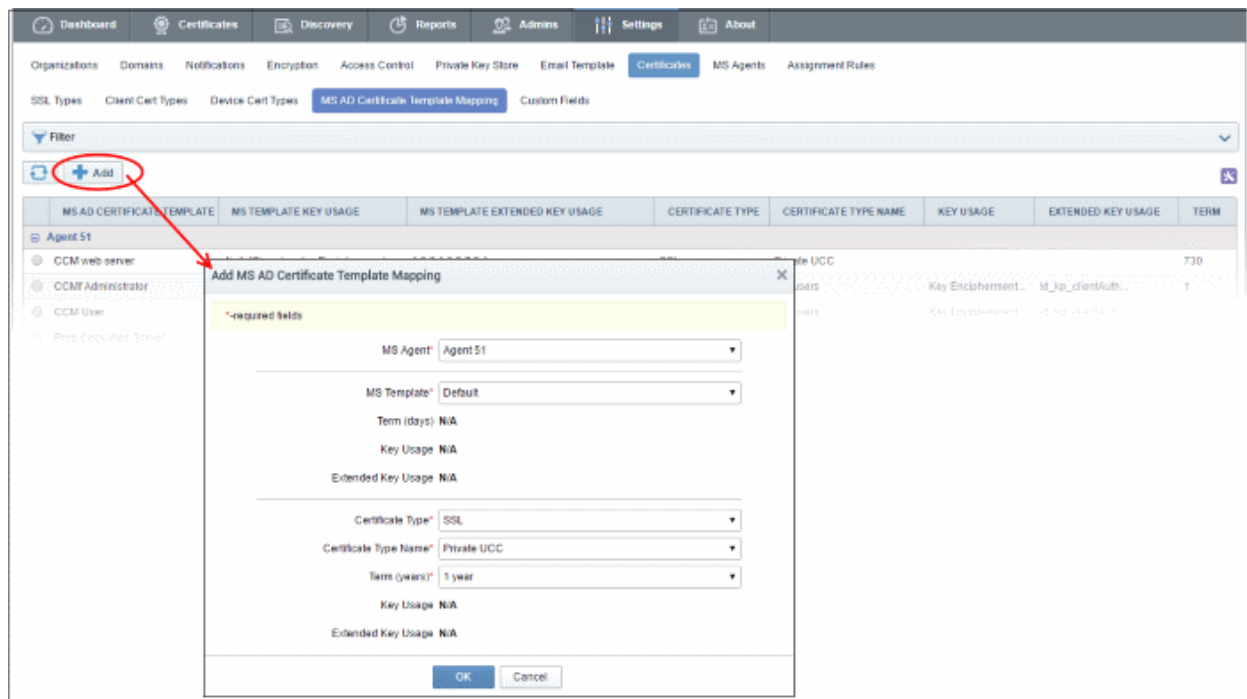 Dashboard Certificates Discovery Reports Admins Settings About
Organizations Domains Notifications Encryption Access Control Private Key Store Email Template Certificates MS Agents Assignment Rules
SSL Types Client Cert Types Device Cert Types MS AD Certificate Template Mapping Custom Fields
Filter
Add
MS AD CERTIFICATE TEMPLATE MS TEMPLATE KEY USAGE MS TEMPLATE EXTENDED KEY USAGE CERTIFICATE TYPE CERTIFICATE TYPE NAME KEY USAGE EXTENDED KEY USAGE TERM
Agent 51
CCM web server UCC 730
CCMf Administrator users Key Encipherment... id_kp_clientAuth... 1
CCM User
Add MS AD Certificate Template Mapping
*-required fields
MS Agent* Agent 51
MS Template* Default
Term (days) N/A
Key Usage N/A
Extended Key Usage N/A
Certificate Type* SSL
Certificate Type Name* Private UCC
Term (years)* 1 year
Key Usage N/A
Extended Key Usage N/A
OK Cancel